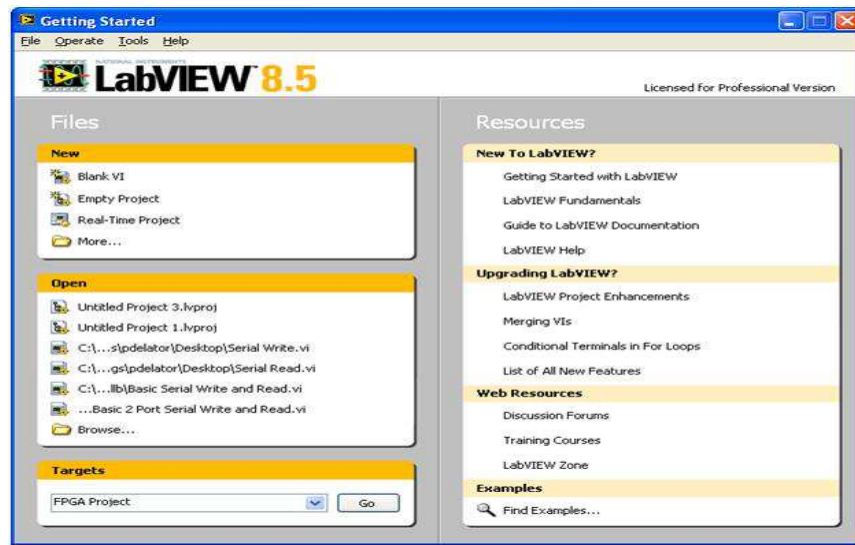 Getting Started
File Operate Tools Help
NATIONAL INSTRUMENTS
LabVIEW 8.5
Licensed for Professional Version
Files
New
Blank VI
Empty Project
Real-Time Project
More...
Open
Untitled Project 3.lvproj
Untitled Project 1.lvproj
C:\...s\pdelator\Desktop\Serial Write.vi
C:\...gs\pdelator\Desktop\Serial Read.vi
C:\...llb\Basic Serial Write and Read.vi
...Basic 2 Port Serial Write and Read.vi
Browse...
Targets
FPGA Project
Go
Resources
New To LabVIEW?
Getting Started with LabVIEW
LabVIEW Fundamentals
Guide to LabVIEW Documentation
LabVIEW Help
Upgrading LabVIEW?
LabVIEW Project Enhancements
Merging VIs
Conditional Terminals in For Loops
List of All New Features
Web Resources
Discussion Forums
Training Courses
LabVIEW Zone
Examples
Find Examples...